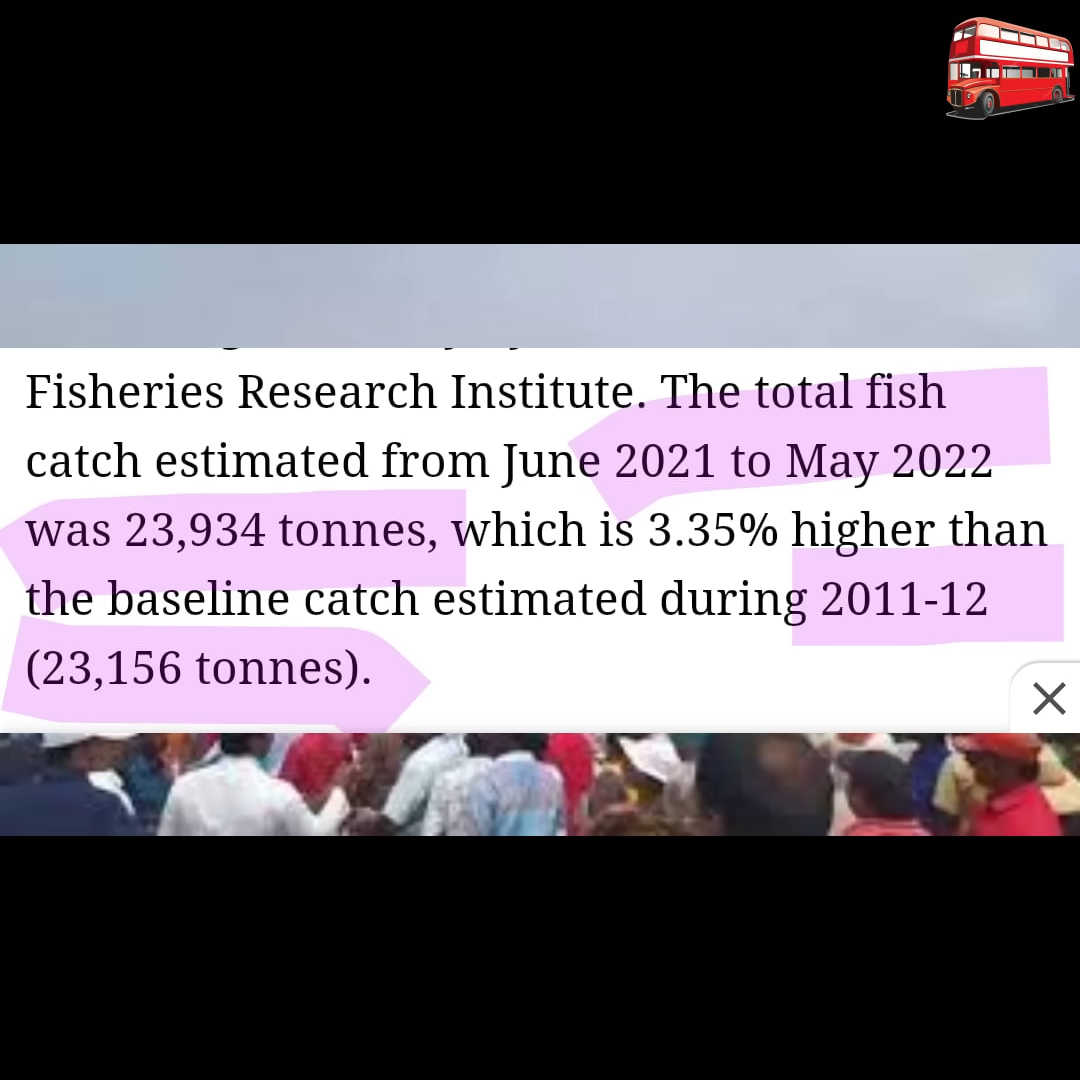 Fisheries Research Institute. The total fish
catch estimated from June 2021 to May 2022
was 23,934 tonnes, which is 3.35% higher than
the baseline catch estimated during 2011-12
(23,156 tonnes).